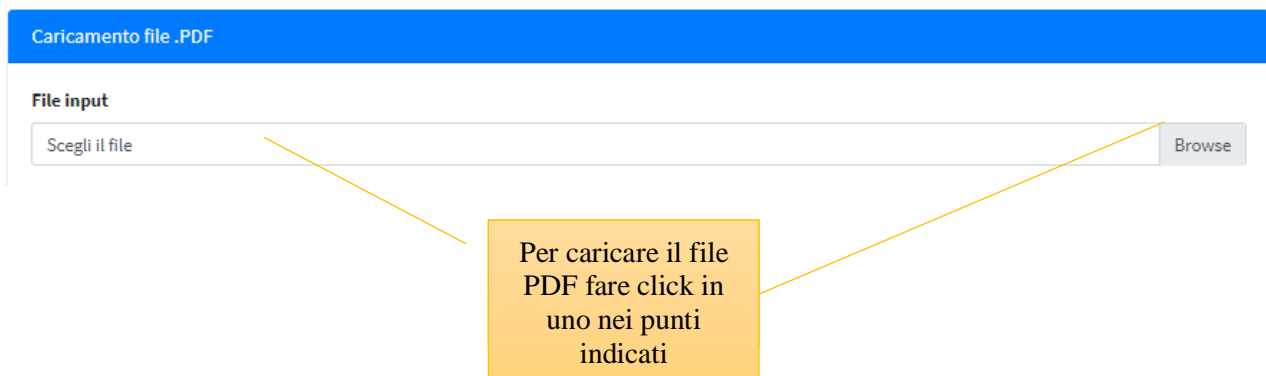 Caricamento file .PDF
File input
Scegli il file
Browse
Per caricare il file
PDF fare click in
uno nei punti
indicati